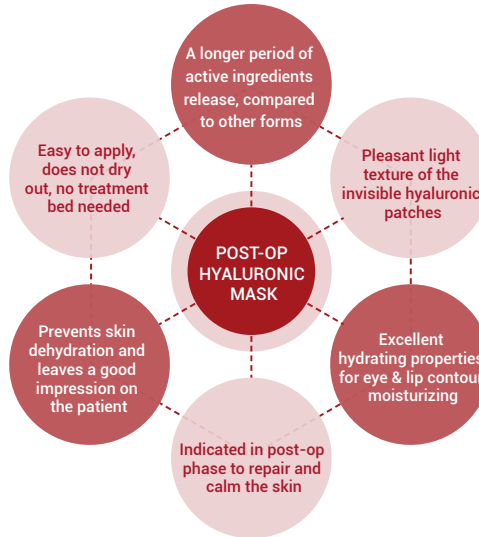 A longer period of
active ingredients
release, compared
to other forms
Easy to apply,
does not dry
out, no treatment
bed needed
Pleasant light
texture of the
invisible hyaluronic
patches
POST-OP
HYALURONIC
MASK
Prevents skin
dehydration and
leaves a good
impression on
the patient
Excellent
hydrating properties
for eye & lip contour
moisturizing
Indicated in post-op
phase to repair and
calm the skin